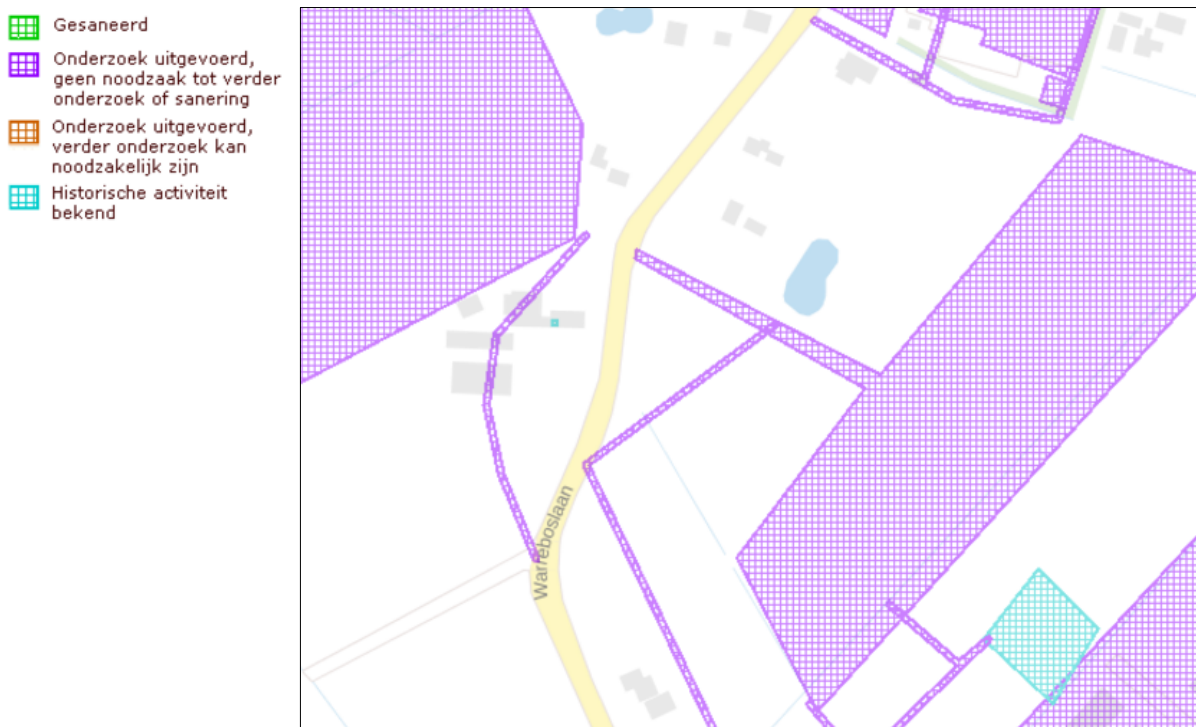 Gesaneerd
Onderzoek uitgevoerd,
geen noodzaak tot verder
onderzoek of sanering
Onderzoek uitgevoerd,
verder onderzoek kan
noodzakelijk zijn
Historische activiteit
bekend
Warreboslaan